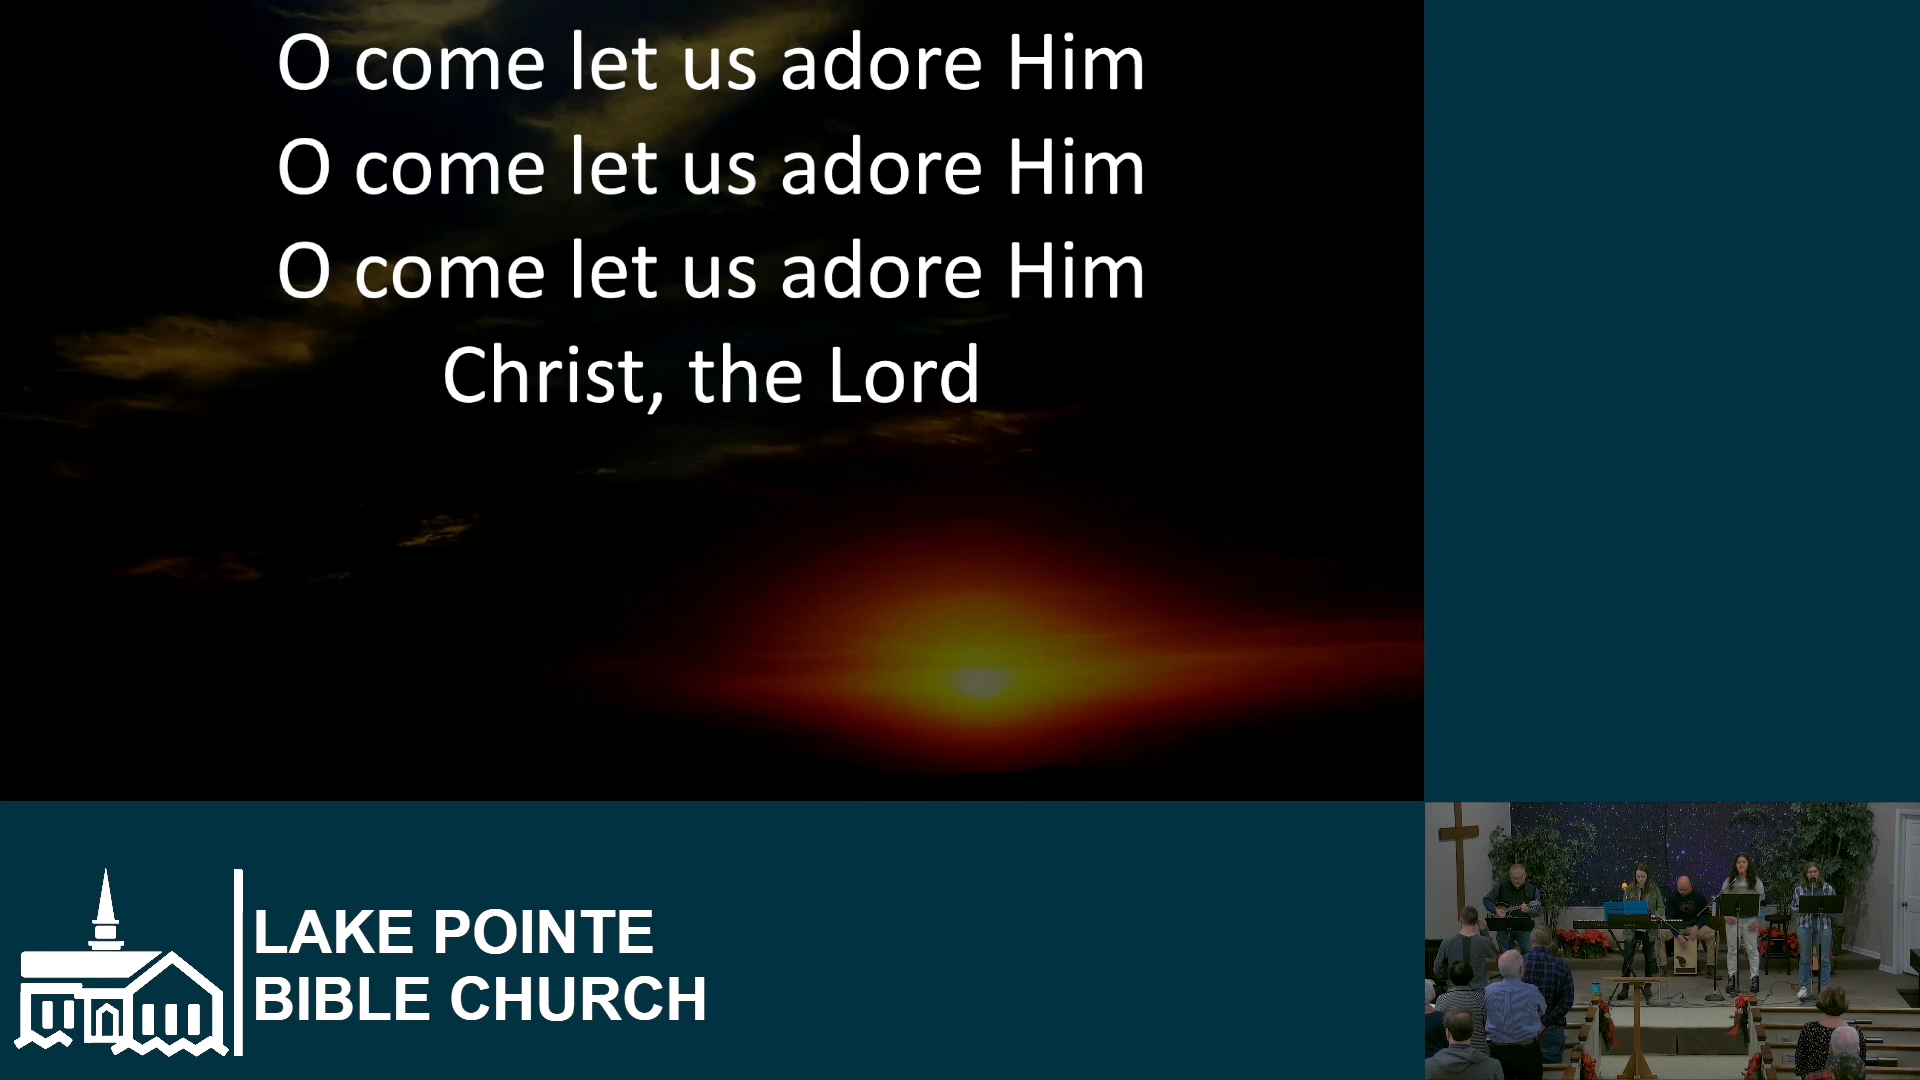 O come let us adore Him
O come let us adore Him
O come let us adore Him
Christ, the Lord
LAKE POINTE
BIBLE CHURCH